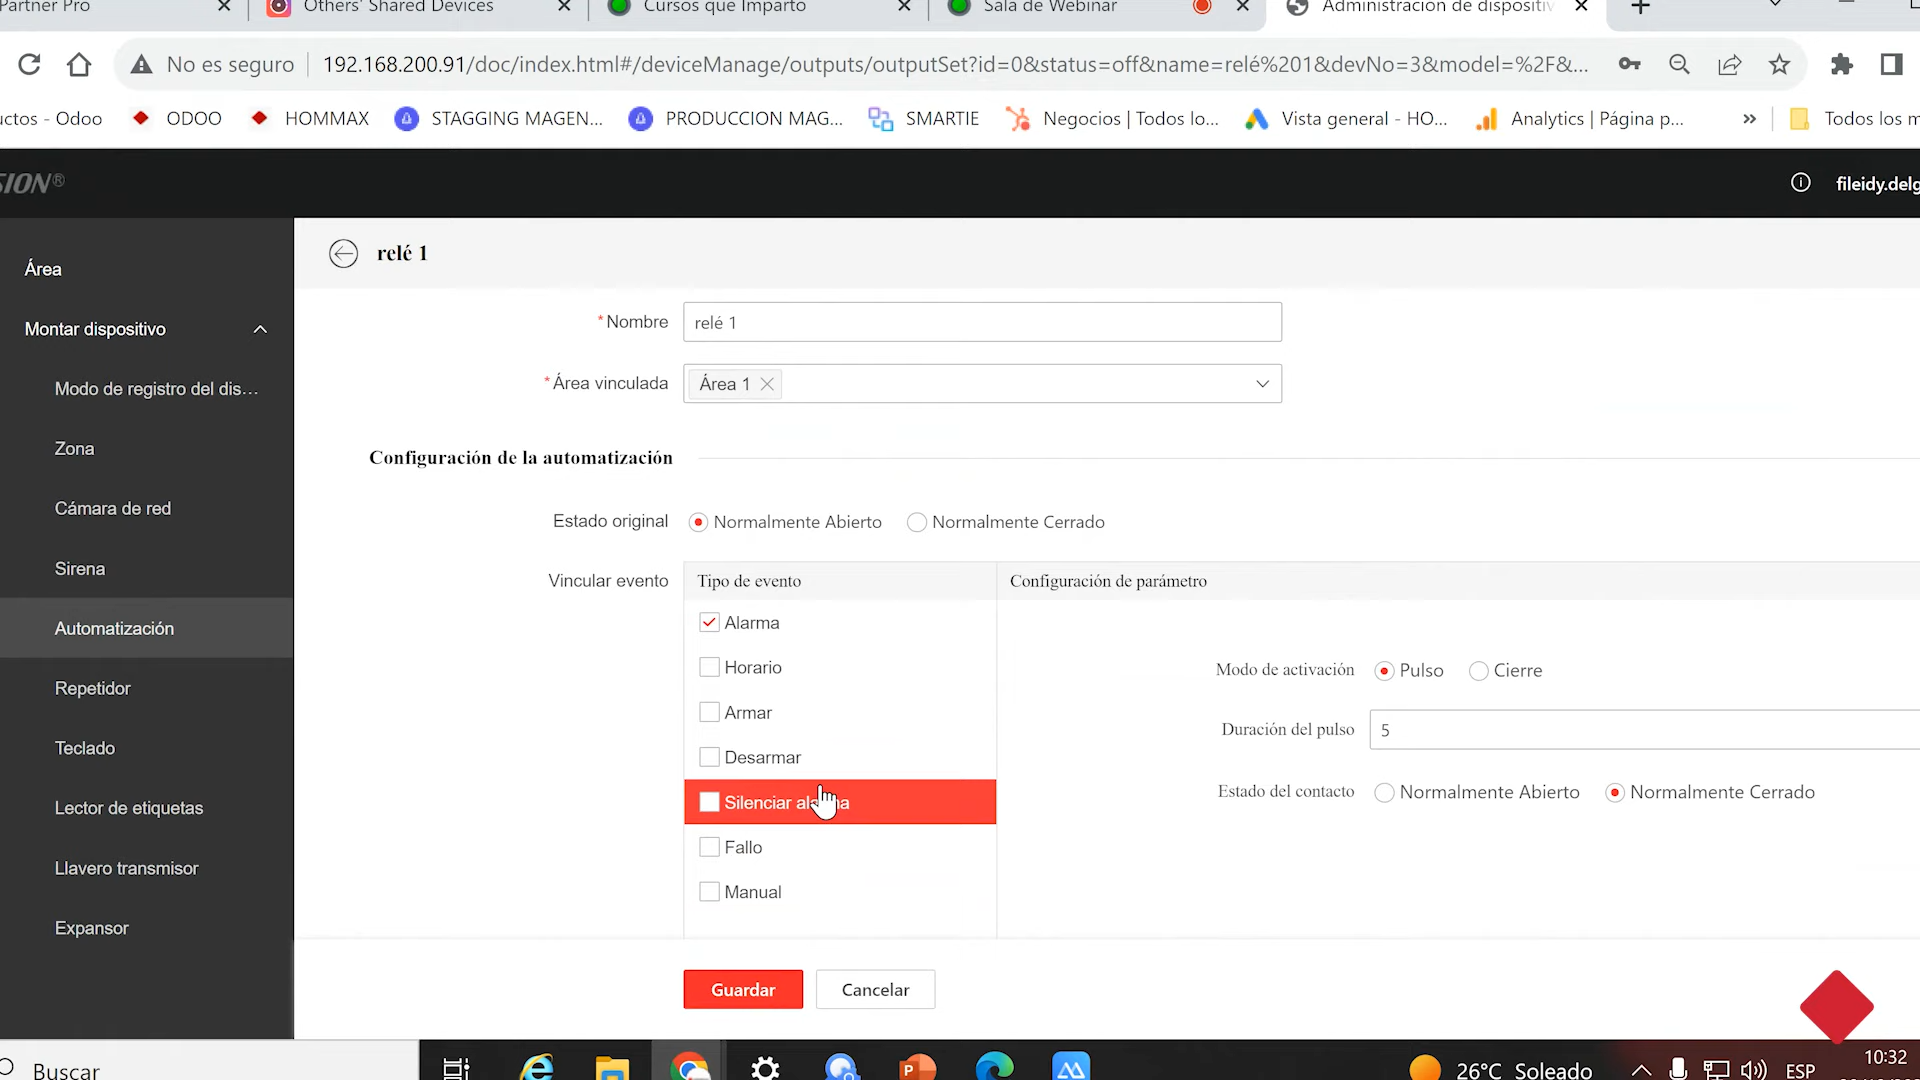 Partner Pro
Others' Shared Devices
Cursos que Imparto
Sala de Webinar
Administración de dispositiv
No es seguro
192.168.200.91/doc/index.html#/deviceManage/outputs/outputSet?id=0&status=off&name=relé%201&devNo=3&model=%2F&...
uctos - Odoo
ODOO
HOMMAX
STAGGING MAGEN...
PRODUCCION MAG...
SMARTIE
Negocios | Todos lo...
Vista general - HO...
Analytics | Página p...
»
Todos los m
SION®
fileidy.delg
Área
Montar dispositivo
Modo de registro del dis...
Zona
Cámara de red
Sirena
Automatización
Repetidor
Teclado
Lector de etiquetas
Llavero transmisor
Expansor
relé 1
*Nombre
relé 1
*Área vinculada
Área 1
Configuración de la automatización
Estado original
Normalmente Abierto
Normalmente Cerrado
Vincular evento
Tipo de evento
Configuración de parámetro
Alarma
Horario
Armar
Desarmar
Silenciar al
a
Fallo
Manual
Modo de activación
Pulso
Cierre
Duración del pulso
5
Estado del contacto
Normalmente Abierto
Normalmente Cerrado
Guardar
Cancelar
Buscar
26°C Soleado
ESP
10:32